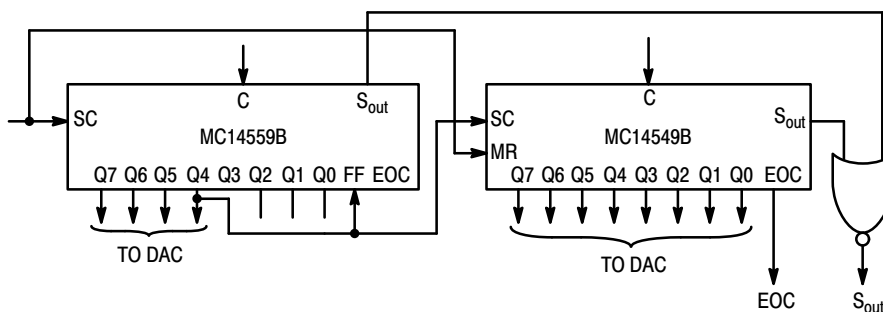 C
S_out
SC
MC14559B
Q7 Q6 Q5 Q4 Q3 Q2 Q1 Q0 FF EOC
TO DAC
C
SC
S_out
MC14549B
MR
Q7 Q6 Q5 Q4 Q3 Q2 Q1 Q0 EOC
TO DAC
EOC
S_out